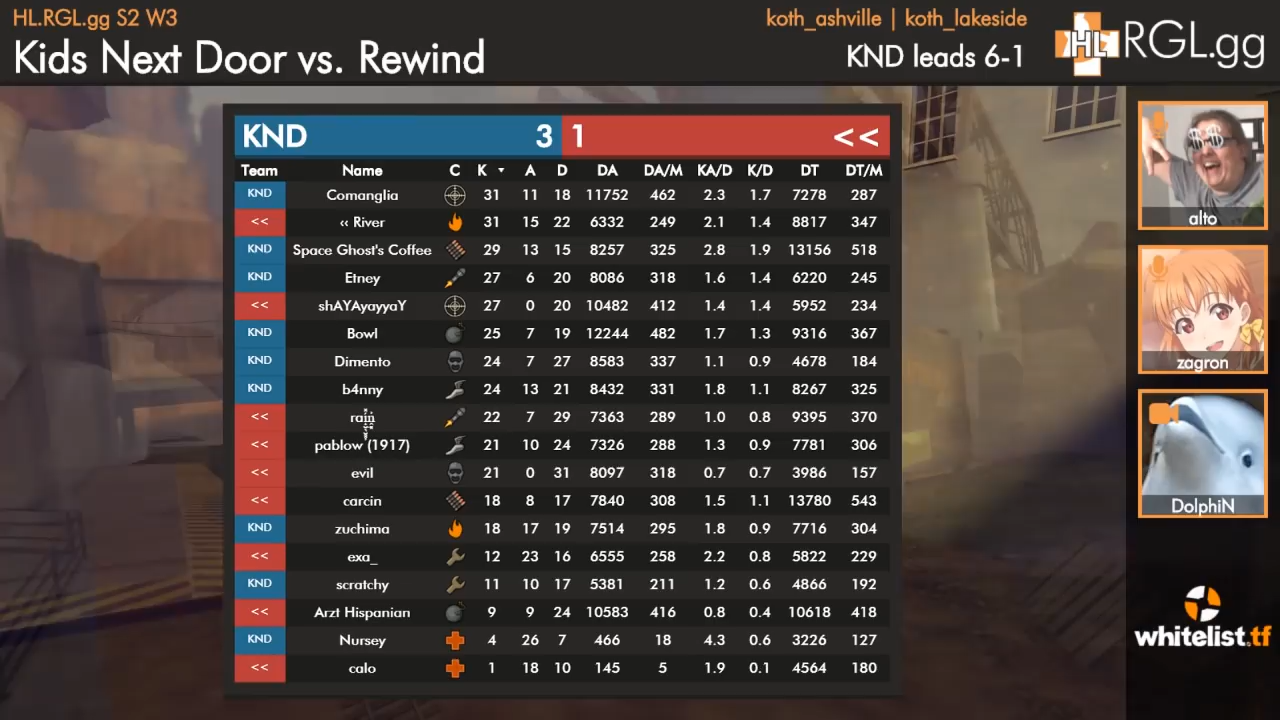 HL.RGL.gg S2 W3
Kids Next Door vs. Rewind
koth_ashville | koth_lakeside
KND leads 6-1
HL RGL.gg
KND 3 1 <<
Team Name C K A D DA DA/M KA/D K/D DT DT/M
KND Comanglia 31 11 18 11752 462 2.3 1.7 7278 287
<< ‹‹ River 31 15 22 6332 249 2.1 1.4 8817 347
KND Space Ghost's Coffee 29 13 15 8257 325 2.8 1.9 13156 518
KND Etney 27 6 20 8086 318 1.6 1.4 6220 245
<< shAYAyayyaY 27 0 20 10482 412 1.4 1.4 5952 234
KND Bowl 25 7 19 12244 482 1.7 1.3 9316 367
KND Dimento 24 7 27 8583 337 1.1 0.9 4678 184
KND b4nny 24 13 21 8432 331 1.8 1.1 8267 325
<< rain 22 7 29 7363 289 1.0 0.8 9395 370
<< pablow (1917) 21 10 24 7326 288 1.3 0.9 7781 306
<< evil 21 0 31 8097 318 0.7 0.7 3986 157
<< carcin 18 8 17 7840 308 1.5 1.1 13780 543
KND zuchima 18 17 19 7514 295 1.8 0.9 7716 304
<< exa_ 12 23 16 6555 258 2.2 0.8 5822 229
KND scratchy 11 10 17 5381 211 1.2 0.6 4866 192
<< Arzt Hispanian 9 9 24 10583 416 0.8 0.4 10618 418
KND Nursey 4 26 7 466 18 4.3 0.6 3226 127
<< calo 1 18 10 145 5 1.9 0.1 4564 180
$ $
alto
zagron
DolphiN
whitelist.tf